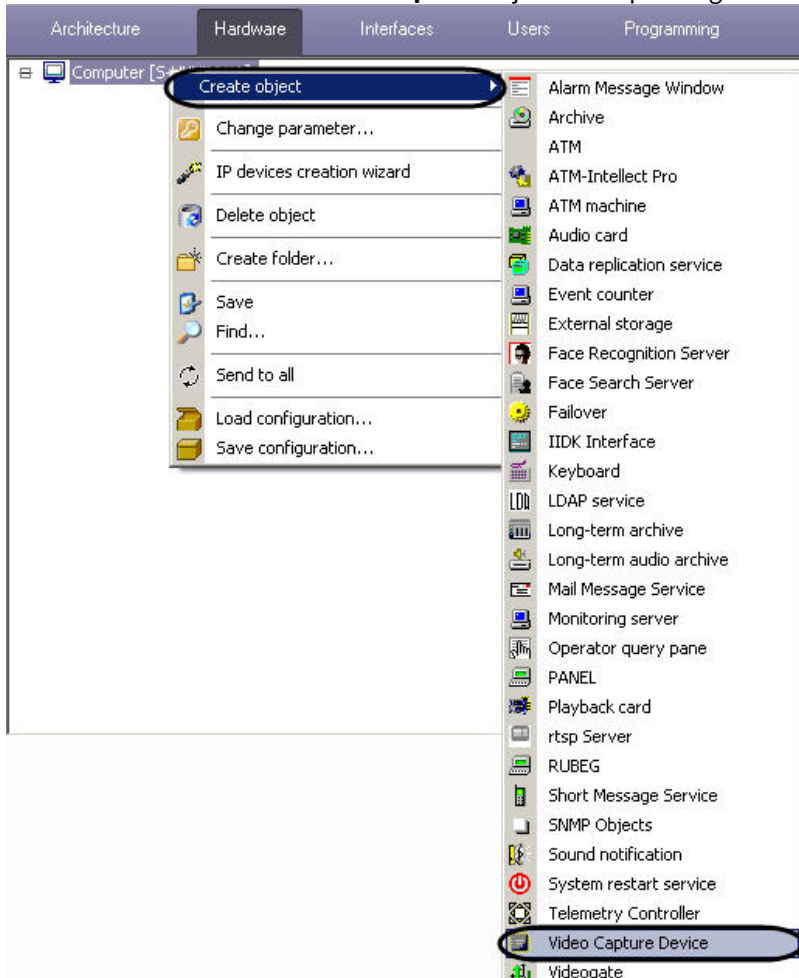 Architecture Hardware Interfaces Users Programming
Computer
Create object
Change parameter...
IP devices creation wizard
Delete object
Create folder...
Save
Find...
Send to all
Load configuration...
Save configuration...
Alarm Message Window
Archive
ATM
ATM-Intellect Pro
ATM machine
Audio card
Data replication service
Event counter
External storage
Face Recognition Server
Face Search Server
Failover
IIDK Interface
Keyboard
LDAP service
Long-term archive
Long-term audio archive
Mail Message Service
Monitoring server
Operator query pane
PANEL
Playback card
rtsp Server
RUBEG
Short Message Service
SNMP Objects
Sound notification
System restart service
Telemetry Controller
Video Capture Device
Videogate